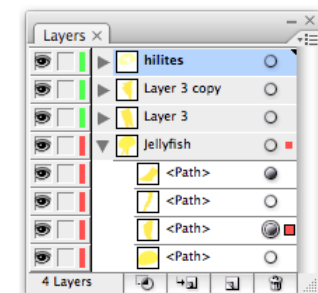 Layers
hilites
Layer 3 copy
Layer 3
Jellyfish
<Path>
<Path>
<Path>
<Path>
4 Layers